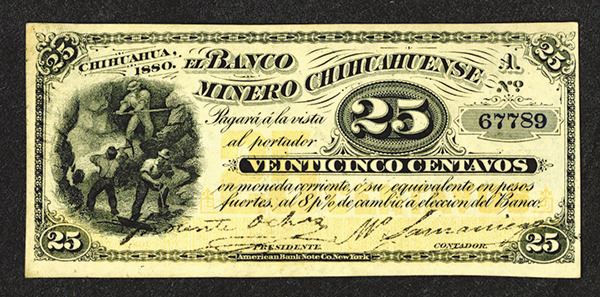 25
25
CHIHUAHUA,
1880.
EL BANCO
MINERO CHIHUAHUENSE
A.
Nº
67789
Pagará á la vista
al portador
25
VEINTICINCO CENTAVOS
en moneda corriente, ó su equivalente en pesos
fuertes, al 8 p% de cambio, a eleccion del Banco.
PRESIDENTE.
CONTADOR.
25
American Bank Note Co. New York
25